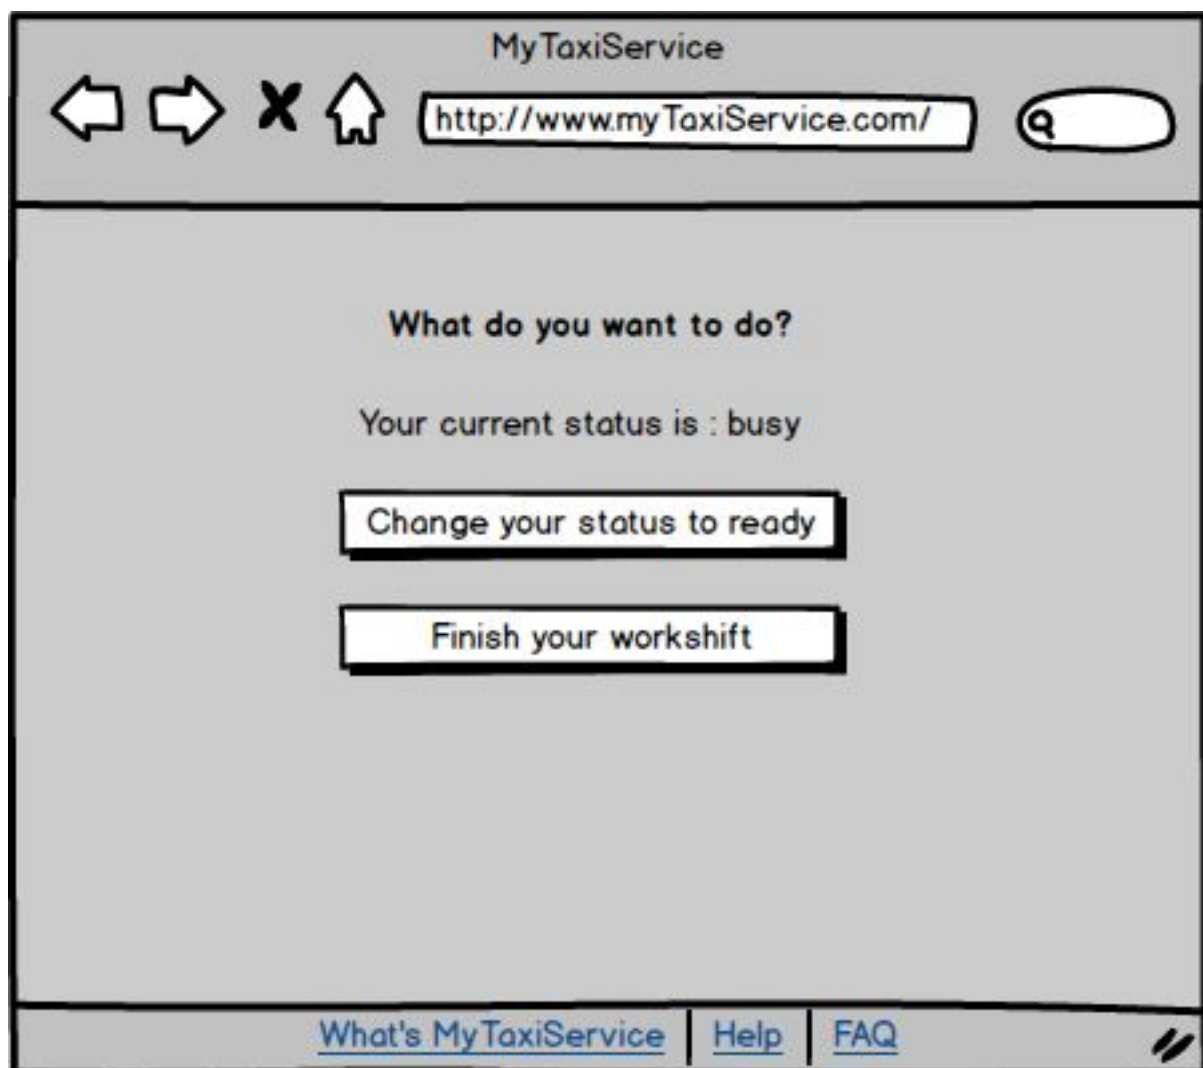 MyTaxiService
http://www.myTaxiService.com/
What do you want to do?
Your current status is : busy
Change your status to ready
Finish your workshift
What's MyTaxiService | Help | FAQ